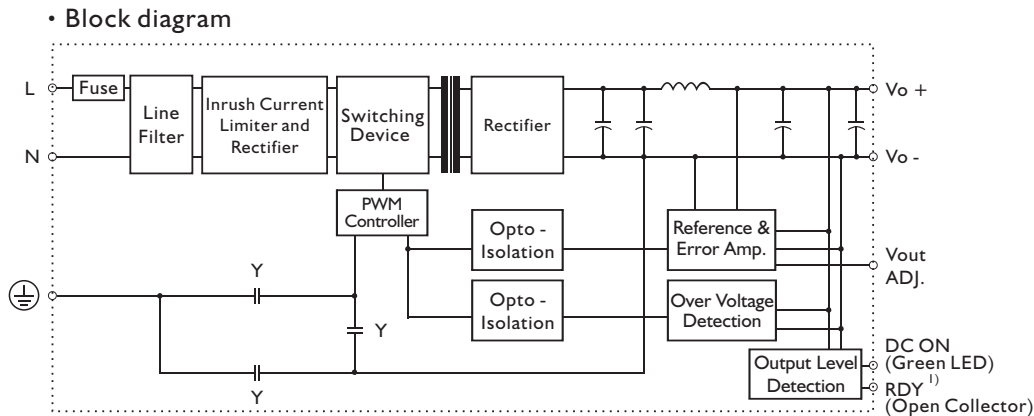 • Block diagram
L
Fuse
Line
Filter
Inrush Current
Limiter and
Rectifier
Switching
Device
Rectifier
Vo +
N
Vo -
PWM
Controller
Opto -
Isolation
Reference &
Error Amp.
Vout
ADJ.
Y
Y
Opto -
Isolation
Over Voltage
Detection
Y
Output Level
Detection
DC ON
(Green LED)
RDY 1)
(Open Collector)